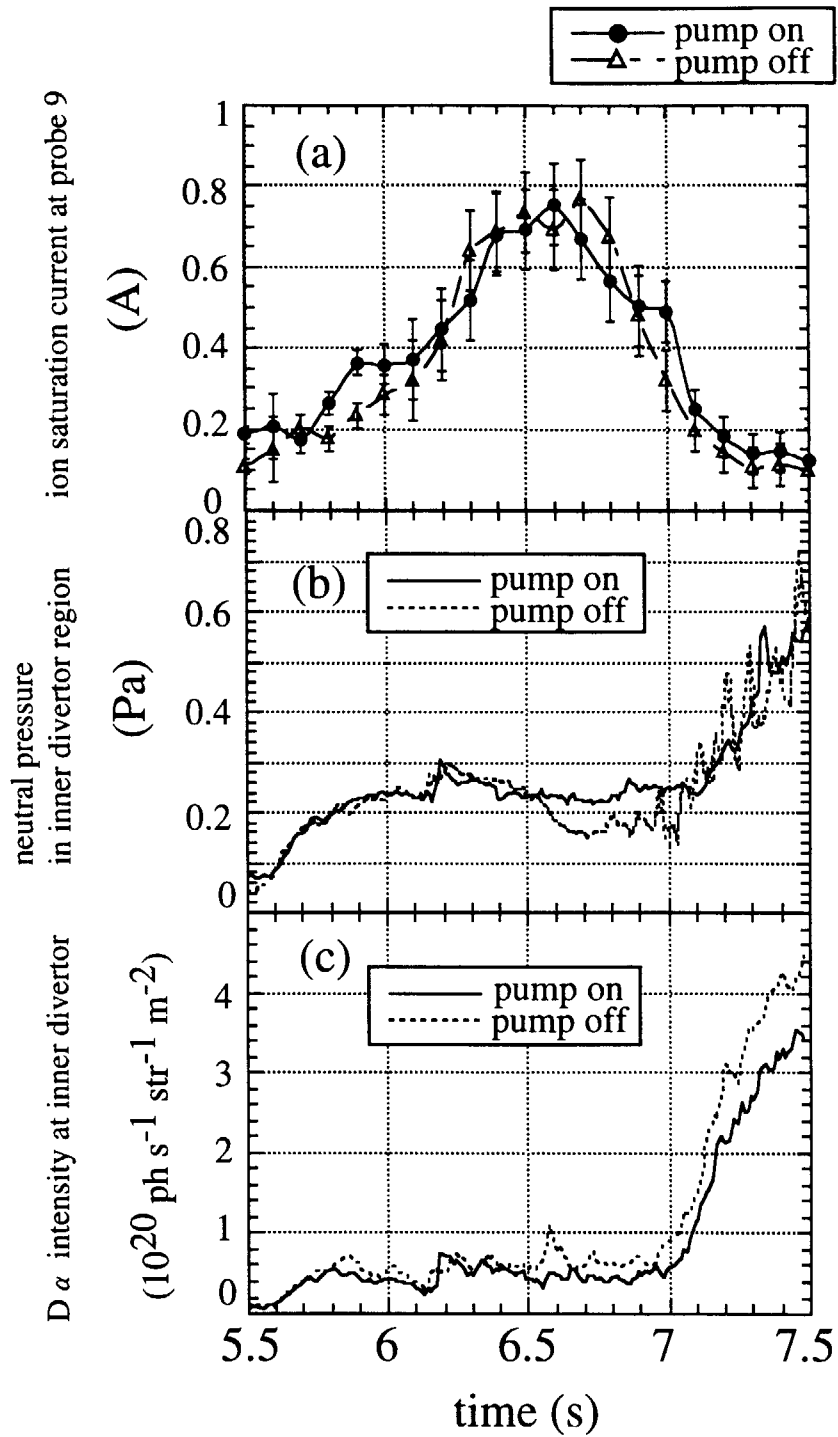 pump on
pump off
ion saturation current at probe 9
(A)
1
0.8
0.6
0.4
0.2
0
(a)
neutral pressure
in inner divertor region
(Pa)
0.8
0.6
0.4
0.2
0
(b)
pump on
pump off
D α intensity at inner divertor
(10²⁰ ph s⁻¹ str⁻¹ m⁻²)
4
3
2
1
0
(c)
pump on
pump off
5.5 6 6.5 7 7.5
time (s)